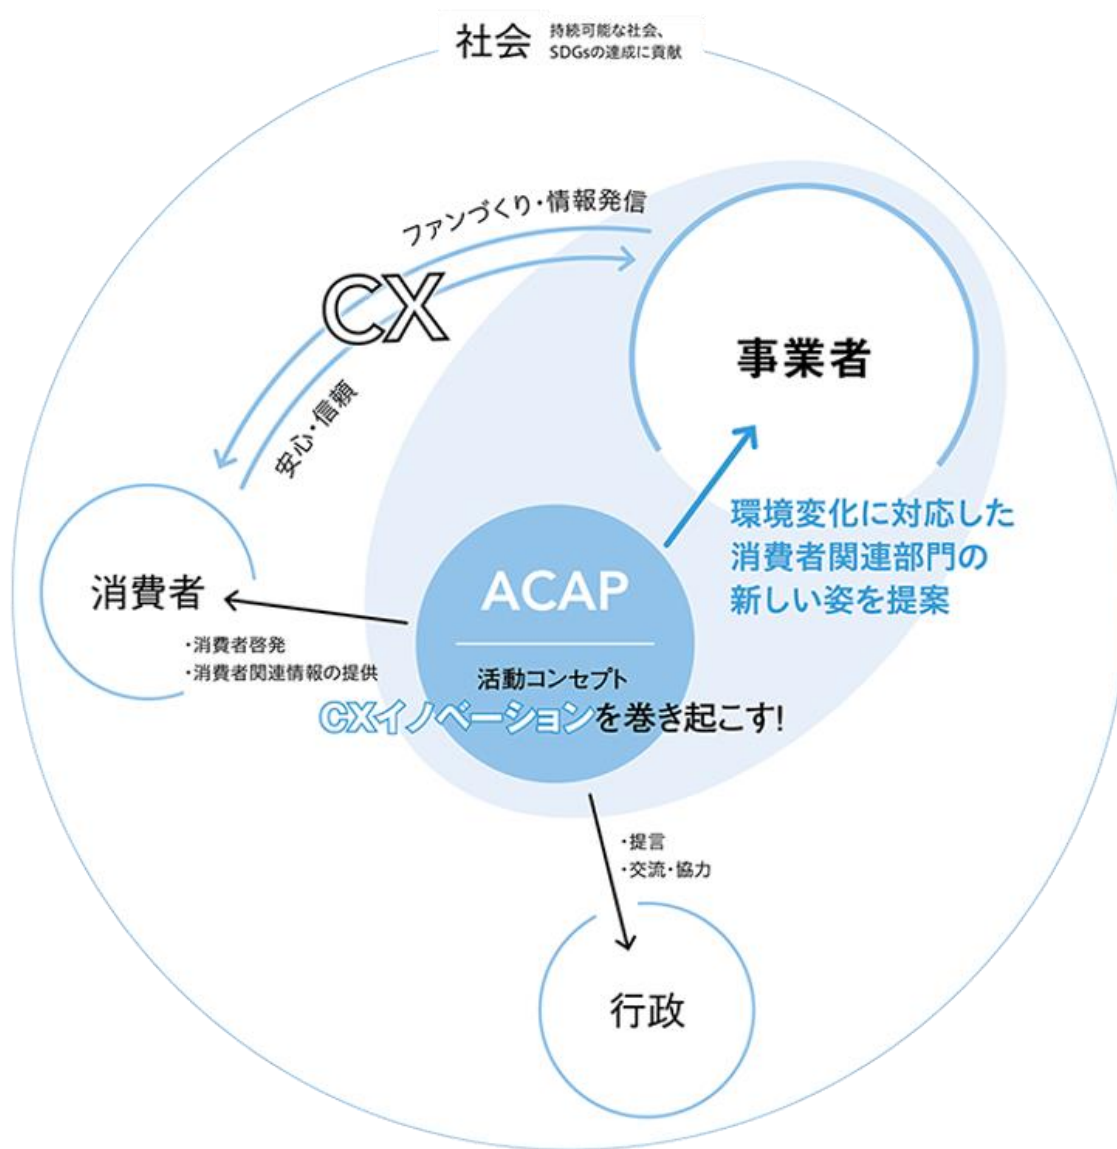 社会
持続可能な社会、
SDGsの達成に貢献
ファンづくり・情報発信
CX
安心・信頼
事業者
環境変化に対応した
消費者関連部門の
新しい姿を提案
消費者
・消費者啓発
・消費者関連情報の提供
ACAP
活動コンセプト
CXイノベーションを巻き起こす!
・提言
・交流・協力
行政